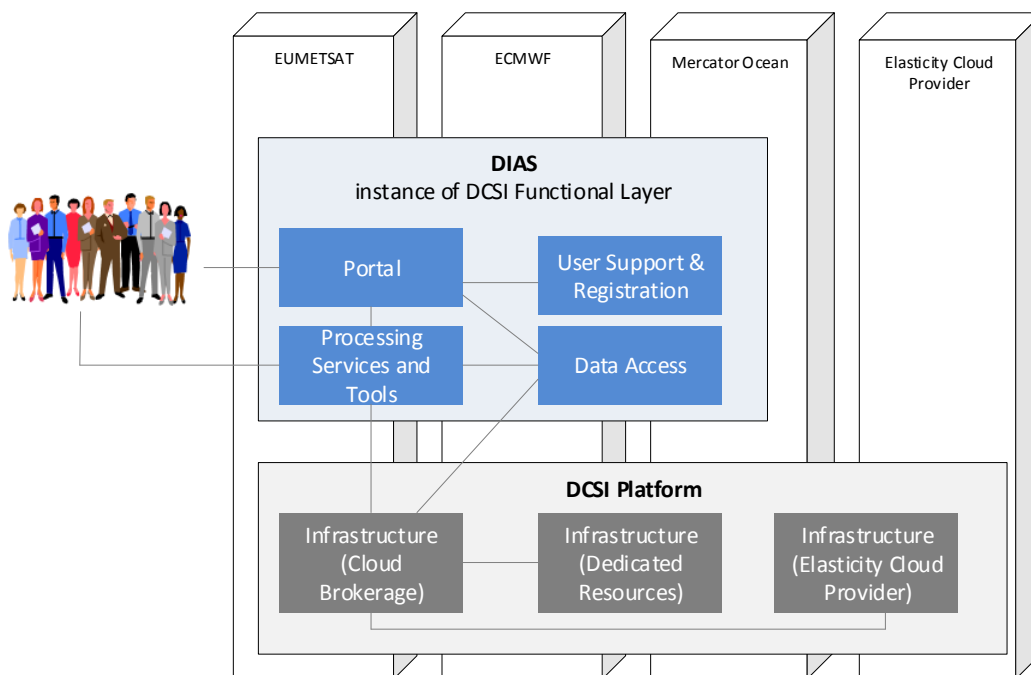 EUMETSAT
ECMWF
Mercator Ocean
Elasticity Cloud
Provider
DIAS
instance of DCSI Functional Layer
Portal
User Support &
Registration
Processing
Services and
Tools
Data Access
DCSI Platform
Infrastructure
(Cloud
Brokerage)
Infrastructure
(Dedicated
Resources)
Infrastructure
(Elasticity Cloud
Provider)